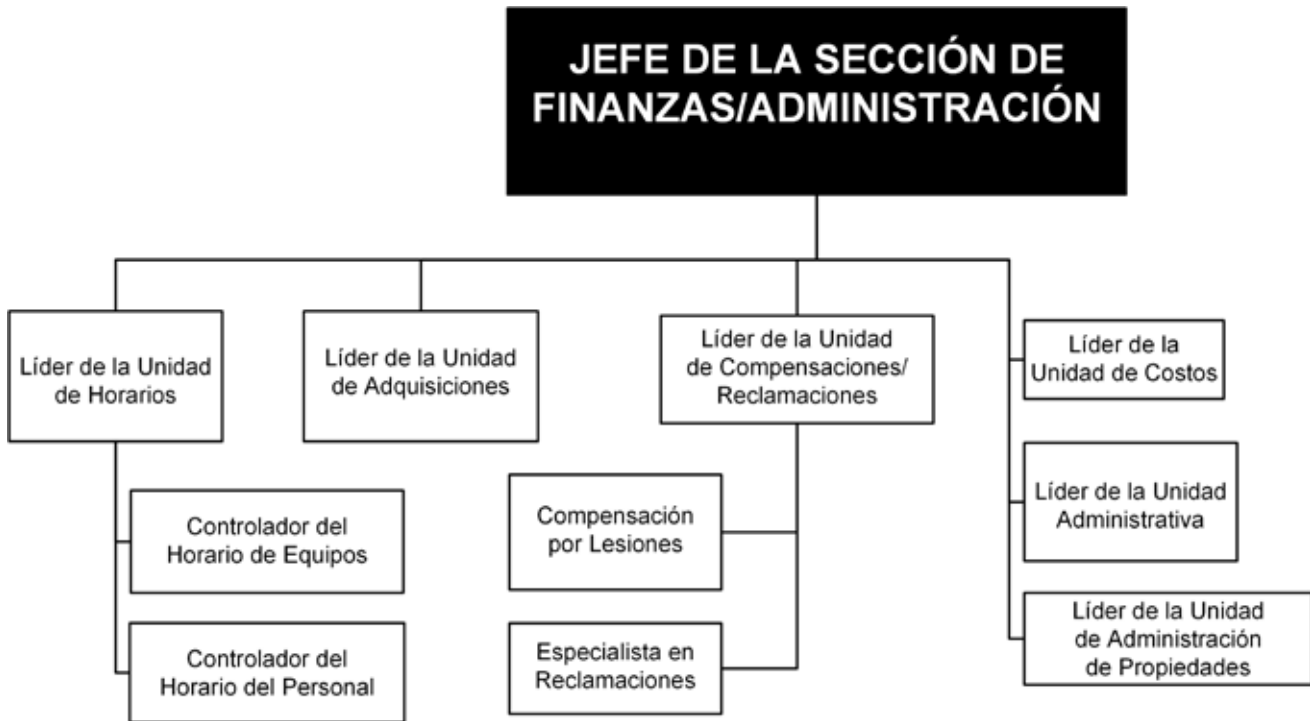 JEFE DE LA SECCIÓN DE
FINANZAS/ADMINISTRACIÓN
Líder de la Unidad
de Horarios
Líder de la Unidad
de Adquisiciones
Líder de la Unidad
de Compensaciones/
Reclamaciones
Líder de la
Unidad de Costos
Controlador del
Horario de Equipos
Compensación
por Lesiones
Líder de la Unidad
Administrativa
Controlador del
Horario del Personal
Especialista en
Reclamaciones
Líder de la Unidad
de Administración
de Propiedades